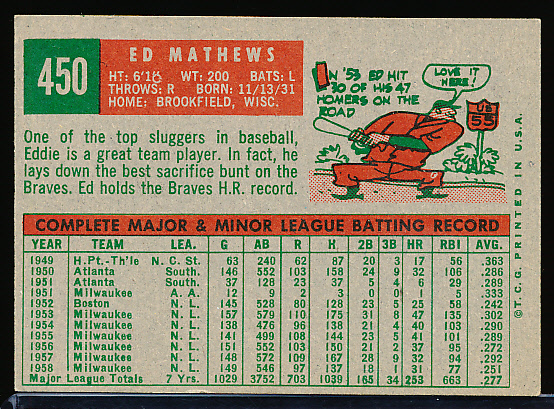 450
ED MATHEWS
HT: 6'1½ WT: 200 BATS: L
THROWS: R BORN: 11/13/31
HOME: BROOKFIELD, WISC.
One of the top sluggers in baseball,
Eddie is a great team player. In fact, he
lays down the best sacrifice bunt on the
Braves. Ed holds the Braves H.R. record.
IN '53 ED HIT
30 OF HIS 47
HOMERS ON THE
ROAD
LOVE IT
HERE!
US
55
COMPLETE MAJOR & MINOR LEAGUE BATTING RECORD
YEAR TEAM LEA. G AB R H. 2B 3B HR RBI AVG.
1949 H.Pt.-Th'le N. C. St. 63 240 62 87 20 3 17 56 .363
1950 Atlanta South. 146 552 103 158 24 9 32 106 .286
1951 Atlanta South. 37 128 23 37 5 4 6 29 .289
1951 Milwaukee A. A. 12 9 2 3 0 0 1 5 .333
1952 Boston N. L. 145 528 80 128 23 5 25 58 .242
1953 Milwaukee N. L. 157 579 110 175 31 8 47 135 .302
1954 Milwaukee N. L. 138 476 96 138 21 4 40 103 .290
1955 Milwaukee N. L. 141 499 108 144 23 5 41 101 .289
1956 Milwaukee N. L. 151 552 103 150 21 2 37 95 .272
1957 Milwaukee N. L. 148 572 109 167 28 9 32 94 .292
1958 Milwaukee N. L. 149 546 97 137 18 1 31 77 .251
Major League Totals 7 Yrs. 1029 3752 703 1039 165 34 253 663 .277
©T.C.G. PRINTED IN U.S.A.